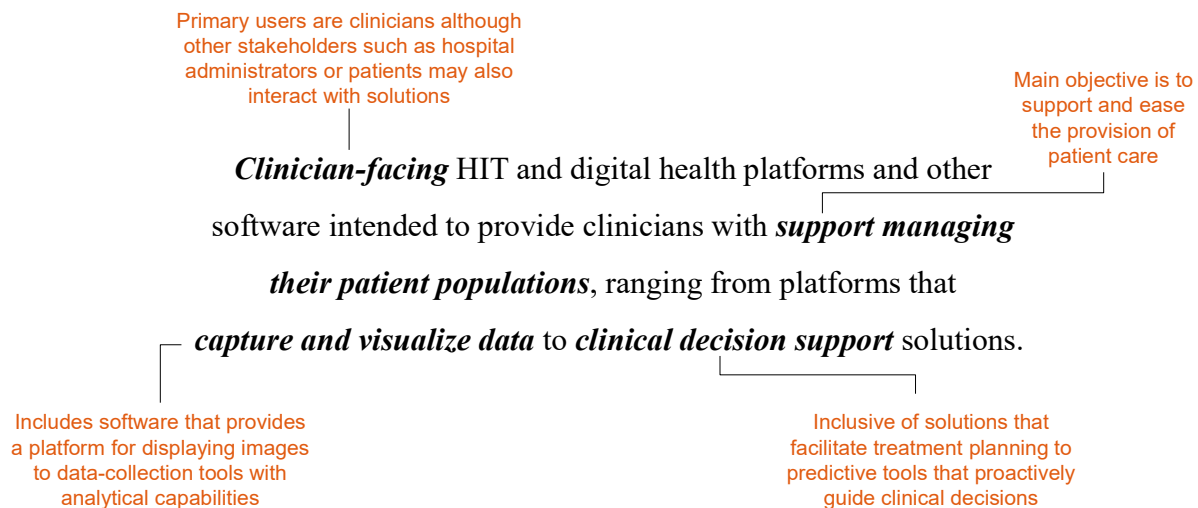 Primary users are clinicians although
other stakeholders such as hospital
administrators or patients may also
interact with solutions
Main objective is to
support and ease
the provision of
patient care
Clinician-facing HIT and digital health platforms and other
software intended to provide clinicians with support managing
their patient populations, ranging from platforms that
capture and visualize data to clinical decision support solutions.
Includes software that provides
a platform for displaying images
to data-collection tools with
analytical capabilities
Inclusive of solutions that
facilitate treatment planning to
predictive tools that proactively
guide clinical decisions